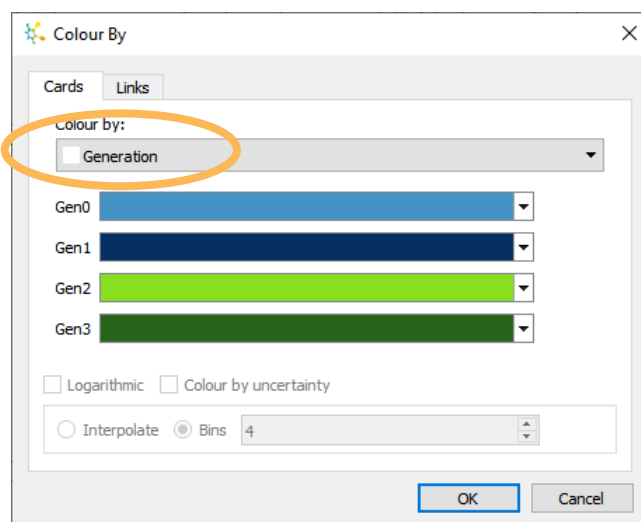 Colour By
Cards Links
Colour by:
Generation
Gen0
Gen1
Gen2
Gen3
Logarithmic Colour by uncertainty
Interpolate Bins 4
OK Cancel